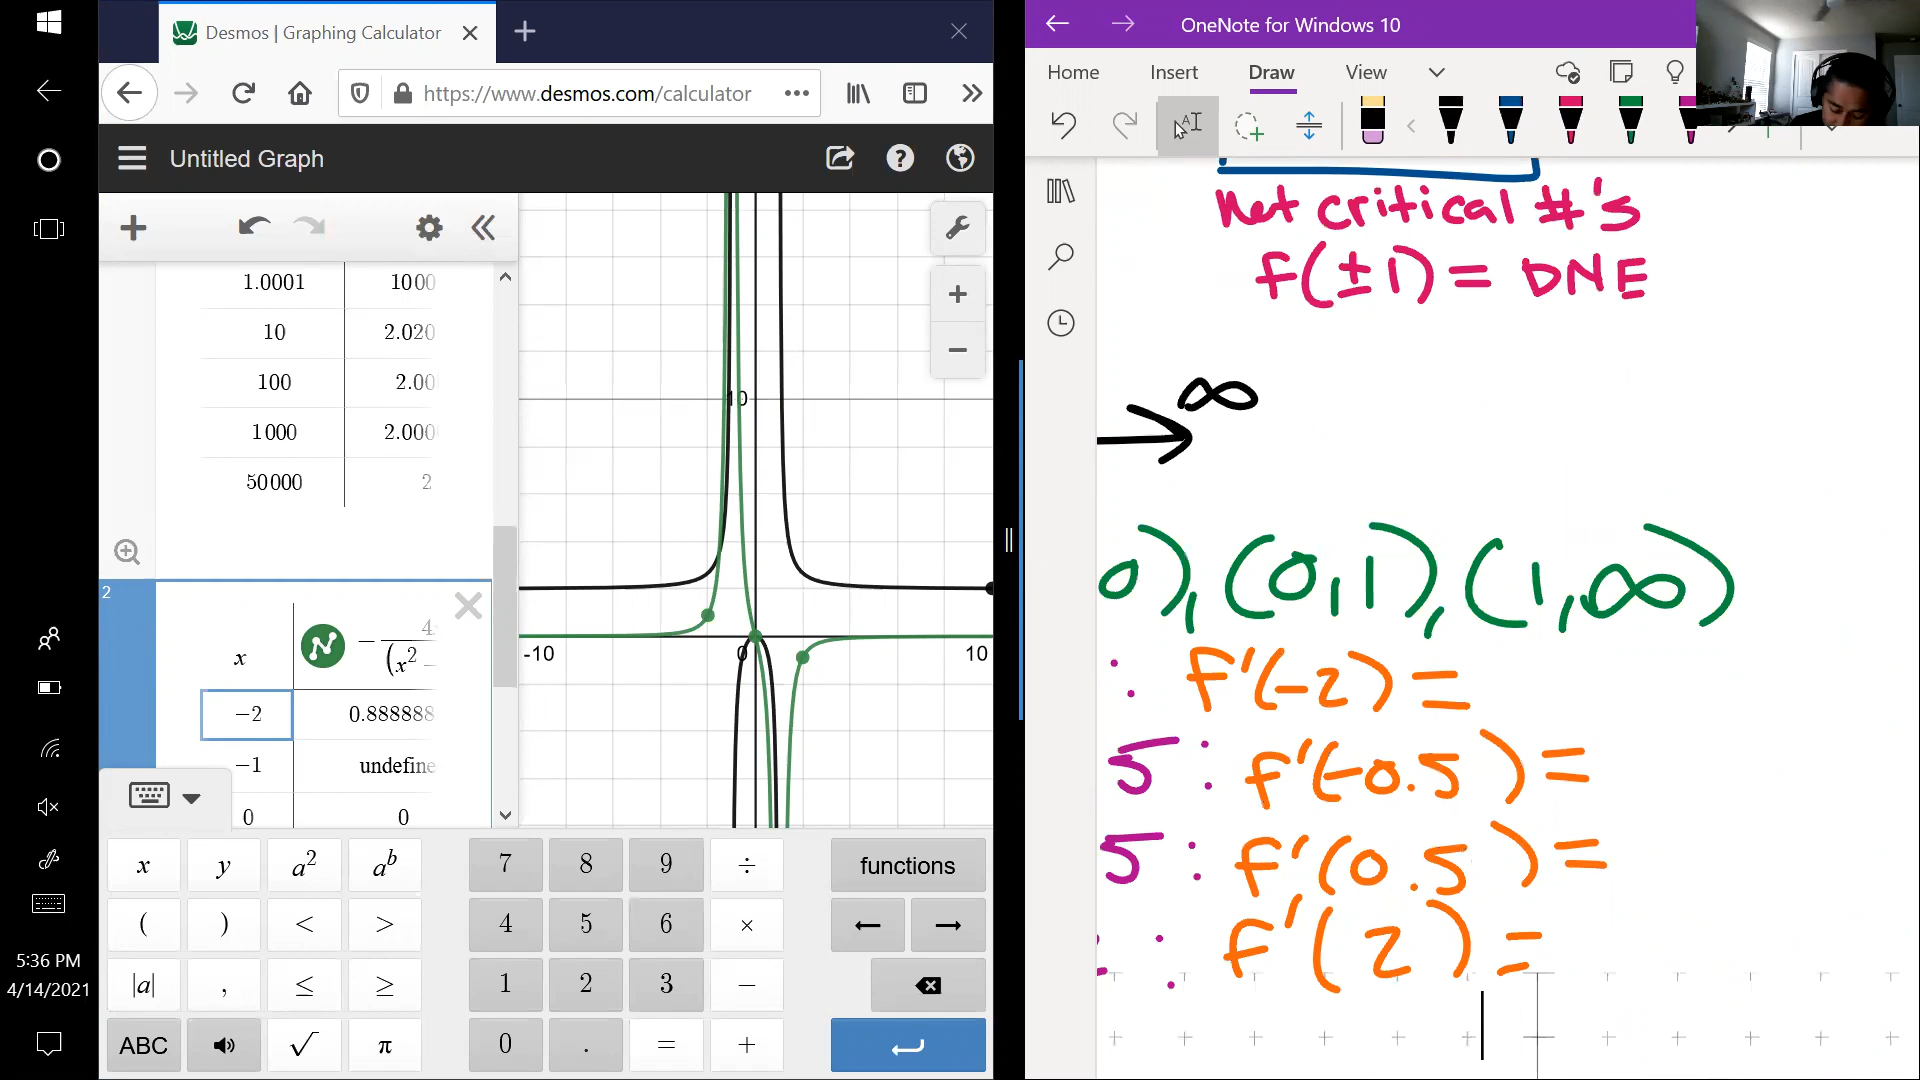 Desmos | Graphing Calculator
https://www.desmos.com/calculator
Untitled Graph
1.0001 1000
10 2.020
100 2.00
1000 2.000
50000 2
2
x
−2 0.888888
−1 undefine
0 0
10
-10 0 10
x y a² aᵇ 7 8 9 ÷ functions
( ) < > 4 5 6 × ← →
|a| , ≤ ≥ 1 2 3 −
ABC √ π 0 . = +
5:36 PM
4/14/2021
OneNote for Windows 10
Home Insert Draw View
not critical #'s
f(±1) = DNE
→ ∞
0), (0,1), (1,∞)
: f'(-2) =
5 : f'(-0.5) =
5 : f'(0.5) =
: f'(2) =